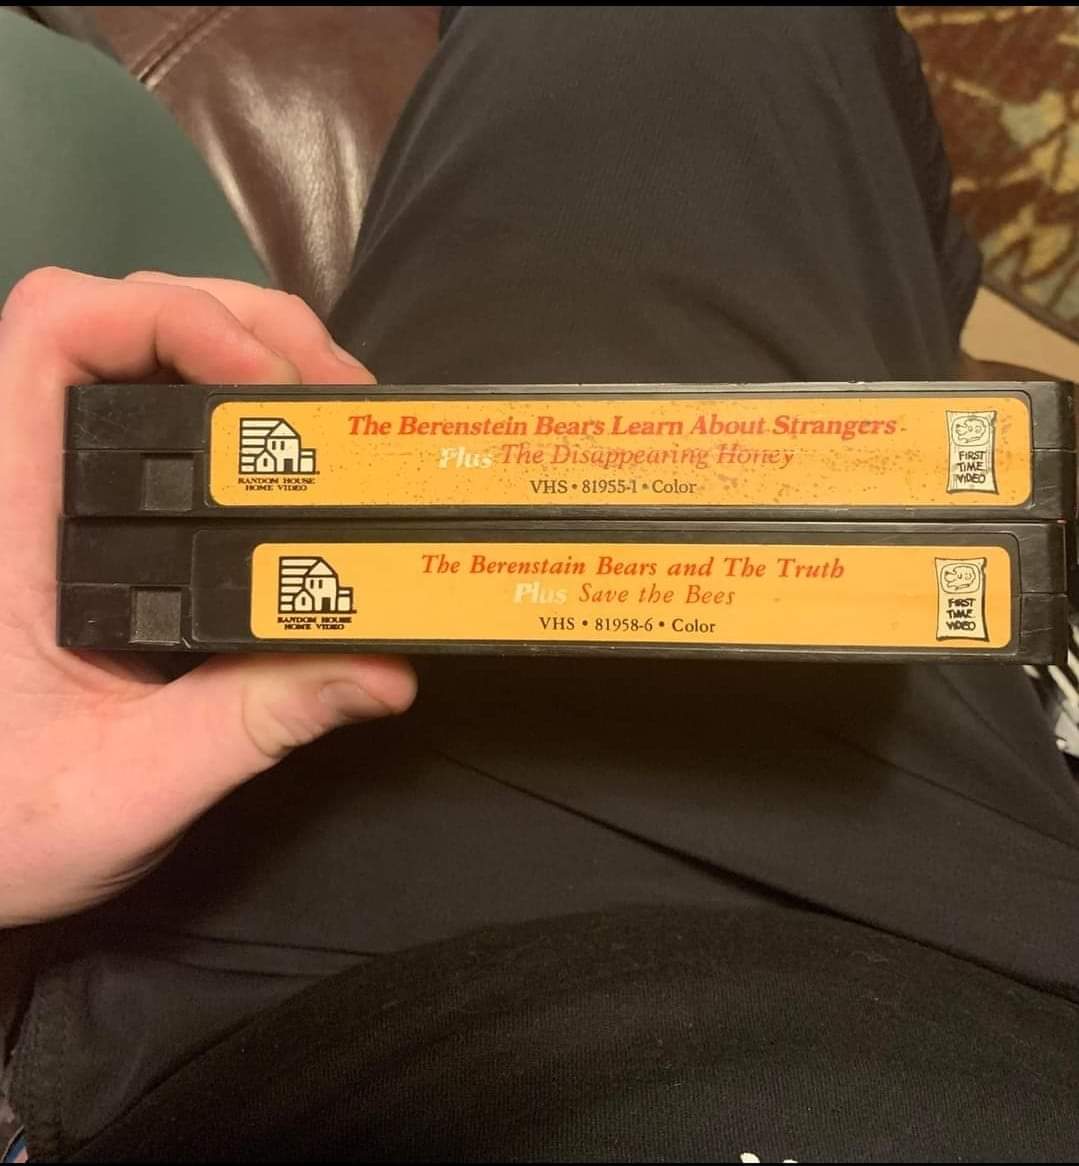 The Berenstein Bears Learn About Strangers
Plus The Disappearing Honey
VHS • 81955-1 • Color
RANDOM HOUSE
HOME VIDEO
FIRST
TIME
VIDEO
The Berenstain Bears and The Truth
Plus Save the Bees
VHS • 81958-6 • Color
RANDOM HOUSE
HOME VIDEO
FIRST
TIME
VIDEO